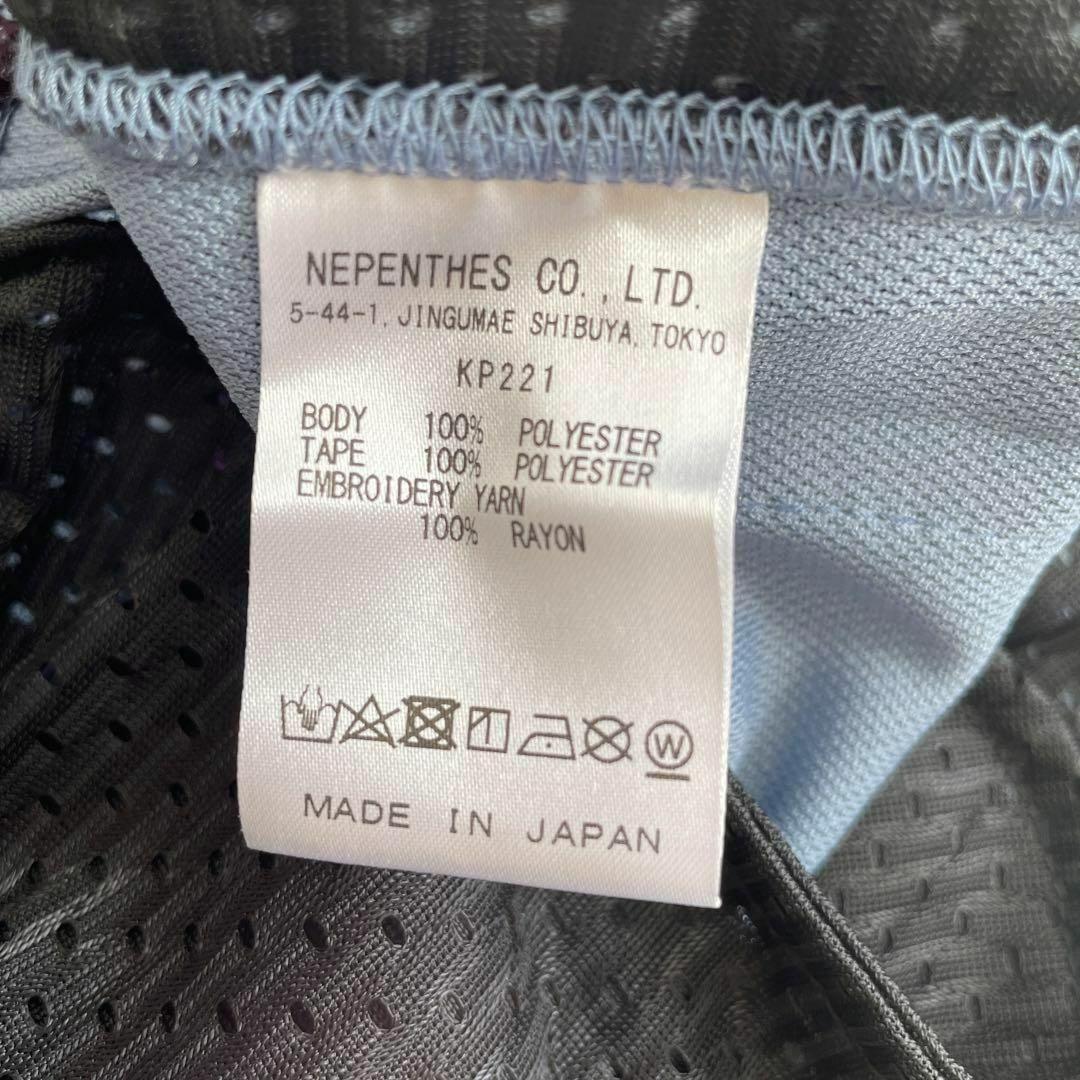 NEPENTHES CO., LTD.
5-44-1, JINGUMAE SHIBUYA, TOKYO
KP221
BODY 100% POLYESTER
TAPE 100% POLYESTER
EMBROIDERY YARN
100% RAYON
W
MADE IN JAPAN